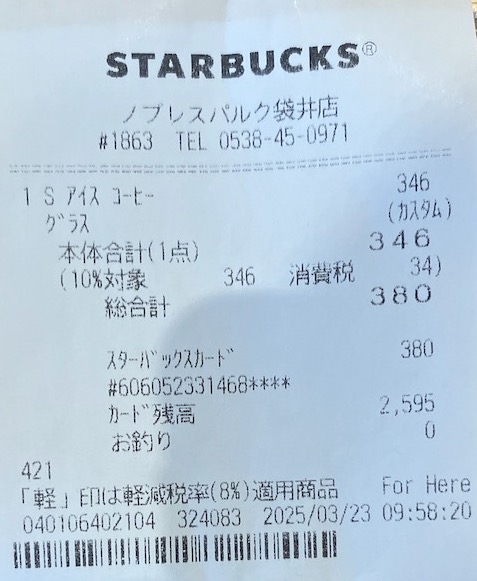 STARBUCKS®
ノブレスパルク袋井店
#1863 TEL 0538-45-0971
1 S アイス コーヒー 346
グラス (カスタム)
本体合計(1点) 346
(10%対象 346 消費税 34)
総合計 380
スターバックスカード 380
#606052331468****
カード残高 2,595
お釣り 0
421
「軽」印は軽減税率(8%)適用商品 For Here
040106402104 324083 2025/03/23 09:58:20